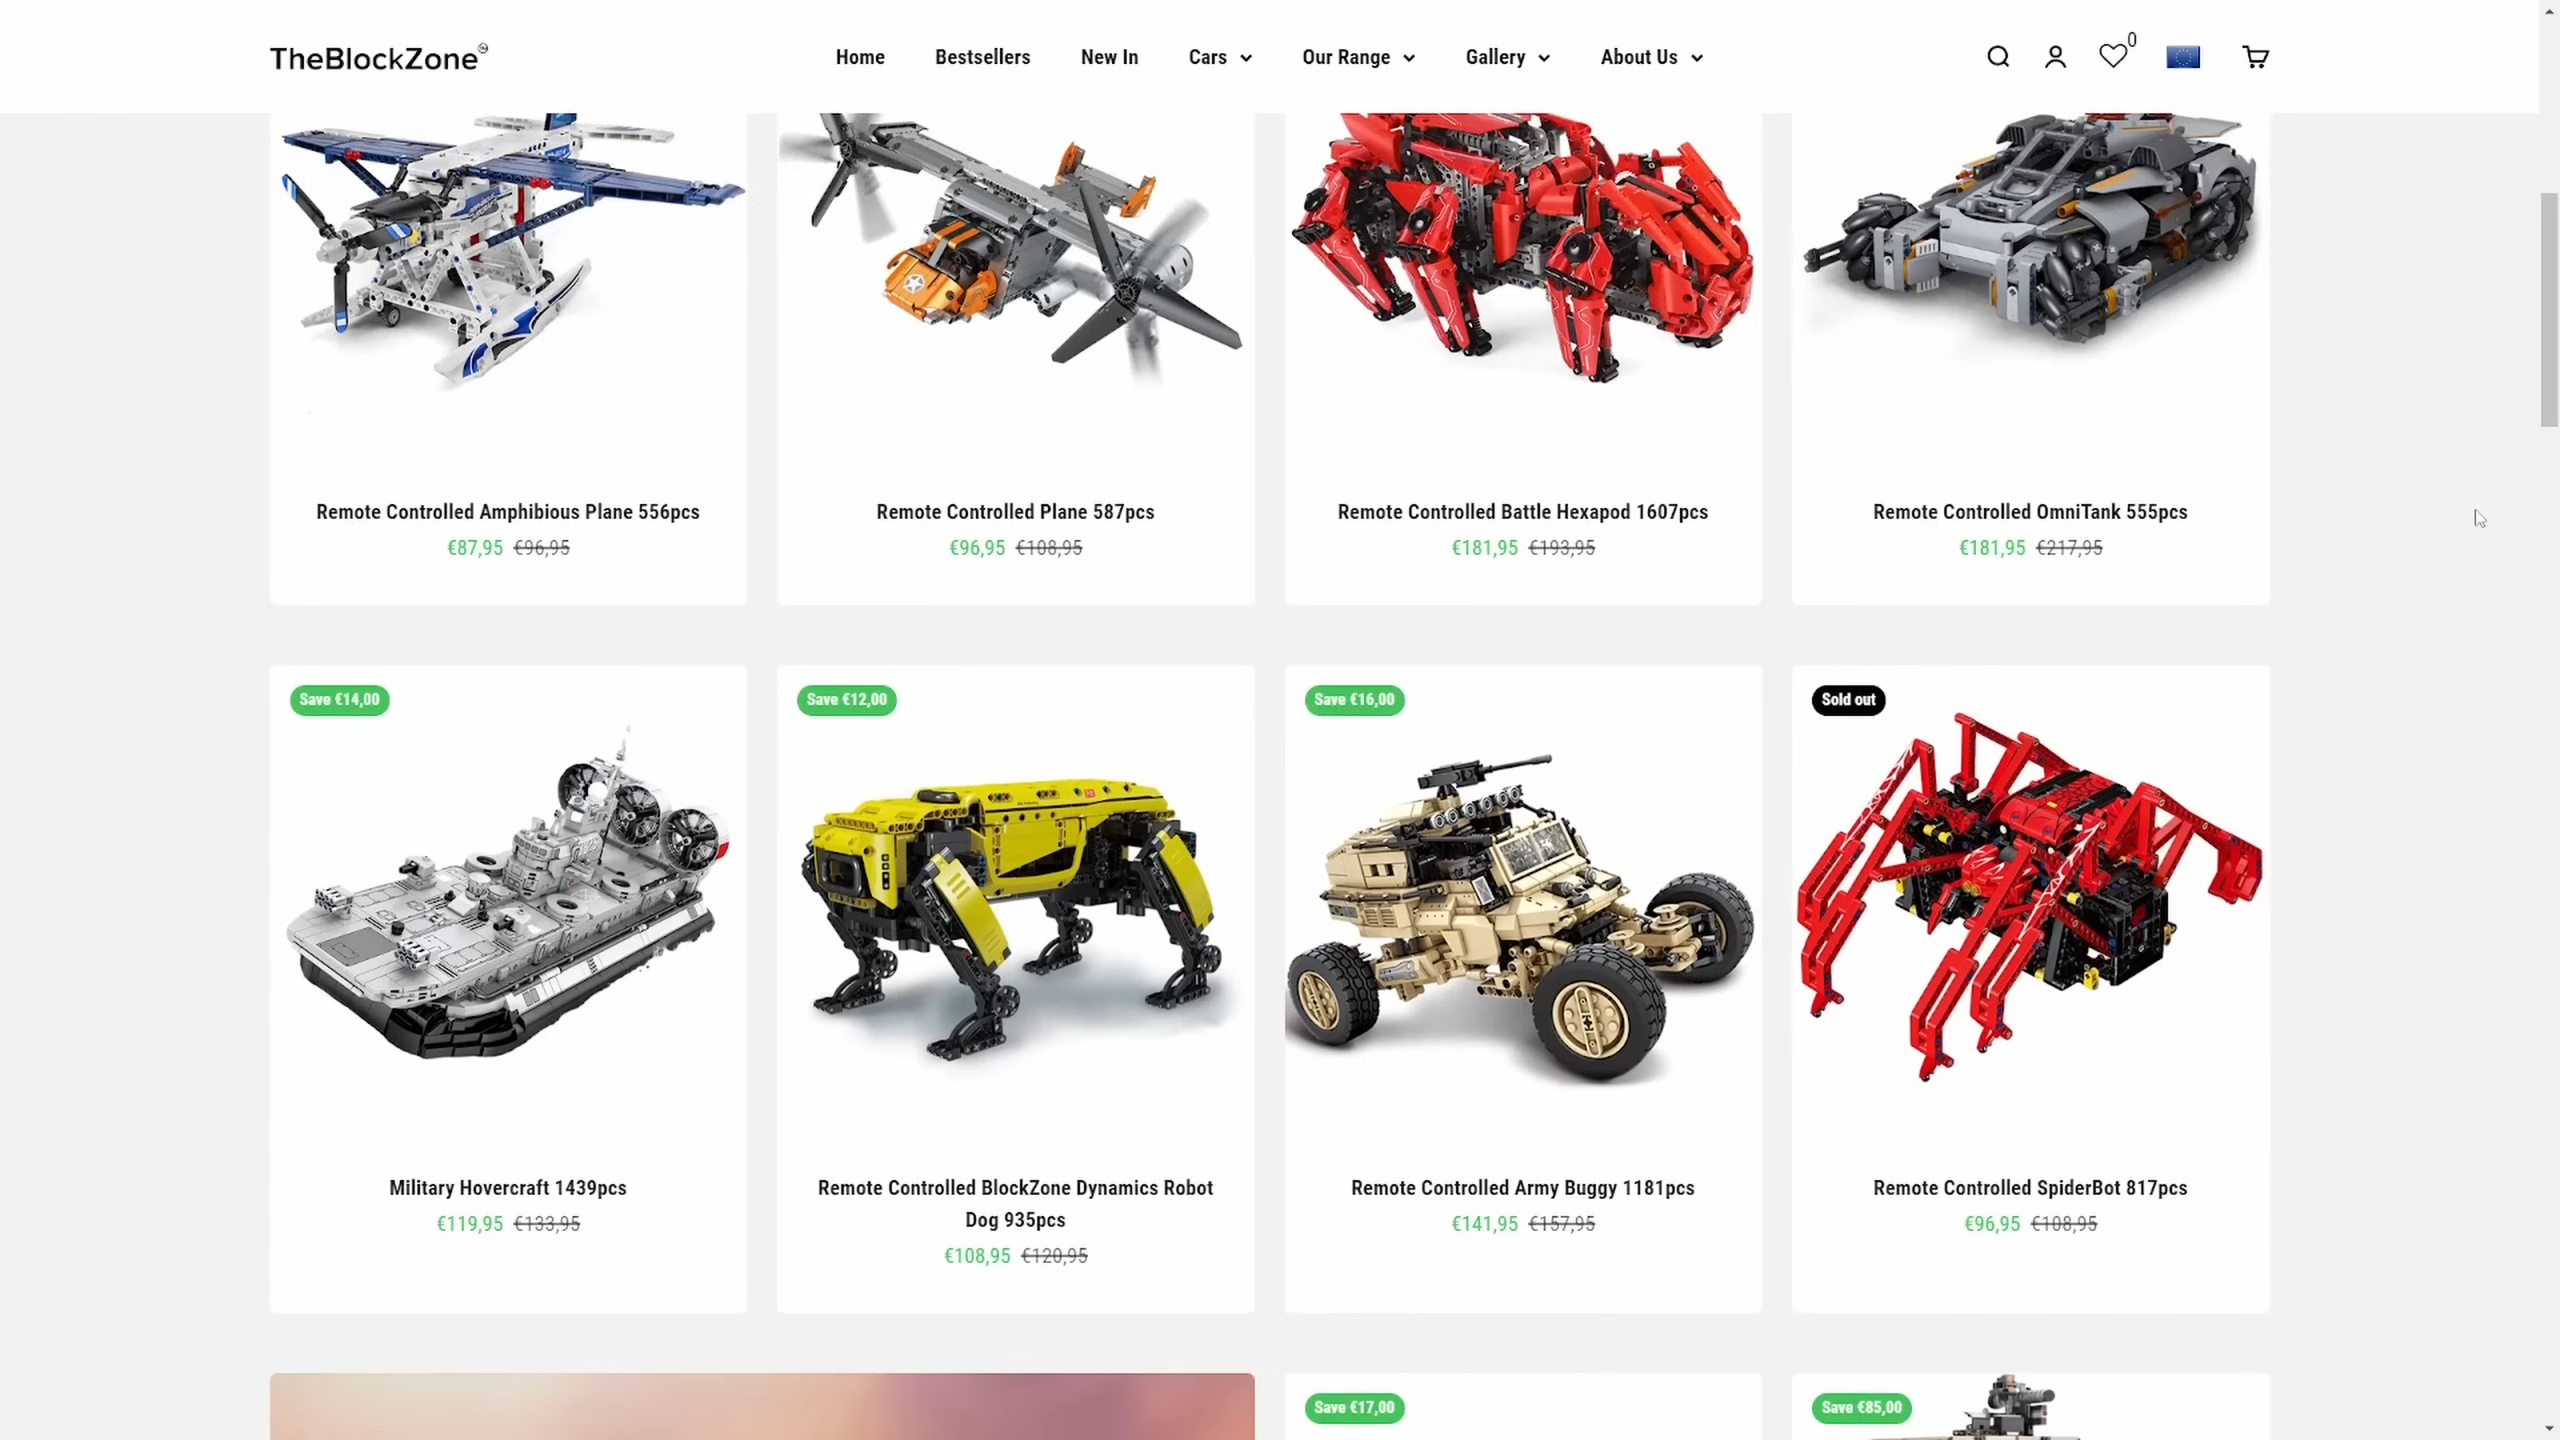 TheBlockZone
Home Bestsellers New In Cars Our Range Gallery About Us
0
Remote Controlled Amphibious Plane 556pcs
€87,95 €96,95
Remote Controlled Plane 587pcs
€96,95 €108,95
Remote Controlled Battle Hexapod 1607pcs
€181,95 €193,95
Remote Controlled OmniTank 555pcs
€181,95 €217,95
Save €14,00
Military Hovercraft 1439pcs
€119,95 €133,95
Save €12,00
Remote Controlled BlockZone Dynamics Robot
Dog 935pcs
€108,95 €120,95
Save €16,00
Remote Controlled Army Buggy 1181pcs
€141,95 €157,95
Sold out
Remote Controlled SpiderBot 817pcs
€96,95 €108,95
Save €17,00
Save €85,00